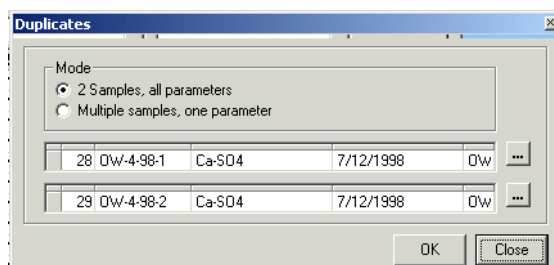 Duplicates
Mode
2 Samples, all parameters
Multiple samples, one parameter
28 OW-4-98-1 Ca-SO4 7/12/1998 OW ...
29 OW-4-98-2 Ca-SO4 7/12/1998 OW ...
OK Close